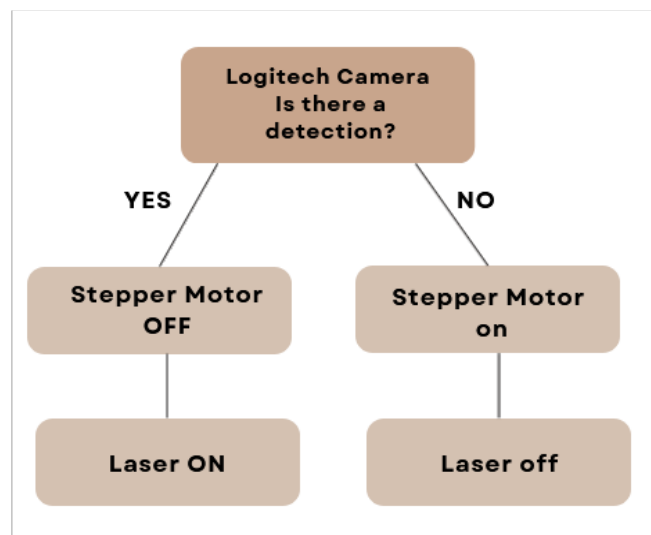 Logitech Camera
Is there a
detection?
YES
NO
Stepper Motor
OFF
Stepper Motor
on
Laser ON
Laser off